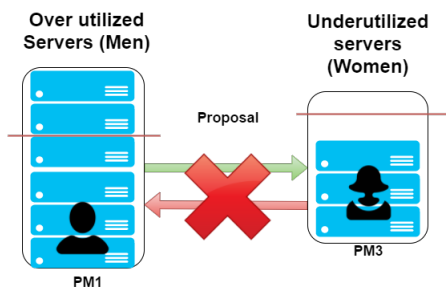 Over utilized
Servers (Men)
Underutilized
servers
(Women)
Proposal
PM1
PM3